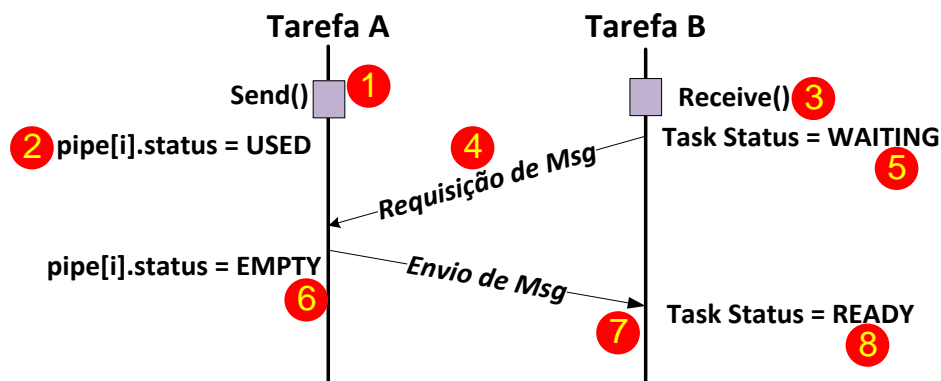 Tarefa A
Tarefa B
Send()
1
Receive()
3
2
pipe[i].status = USED
4
Task Status = WAITING
5
Requisição de Msg
pipe[i].status = EMPTY
6
Envio de Msg
7
Task Status = READY
8